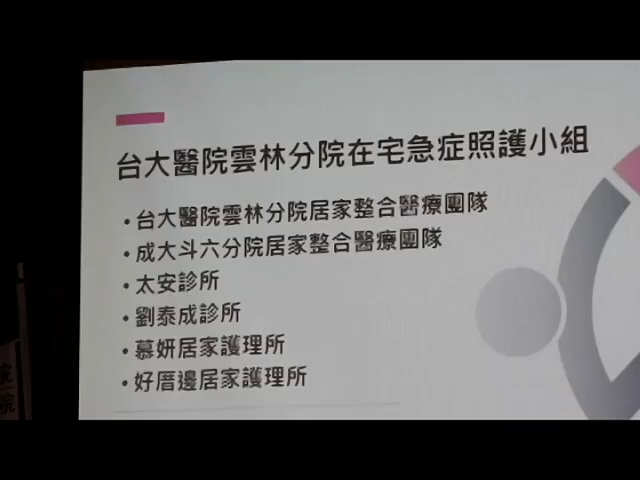 台大醫院雲林分院在宅急症照護小組
• 台大醫院雲林分院居家整合醫療團隊
• 成大斗六分院居家整合醫療團隊
• 太安診所
• 劉泰成診所
• 慕妍居家護理所
• 好厝邊居家護理所
院
院